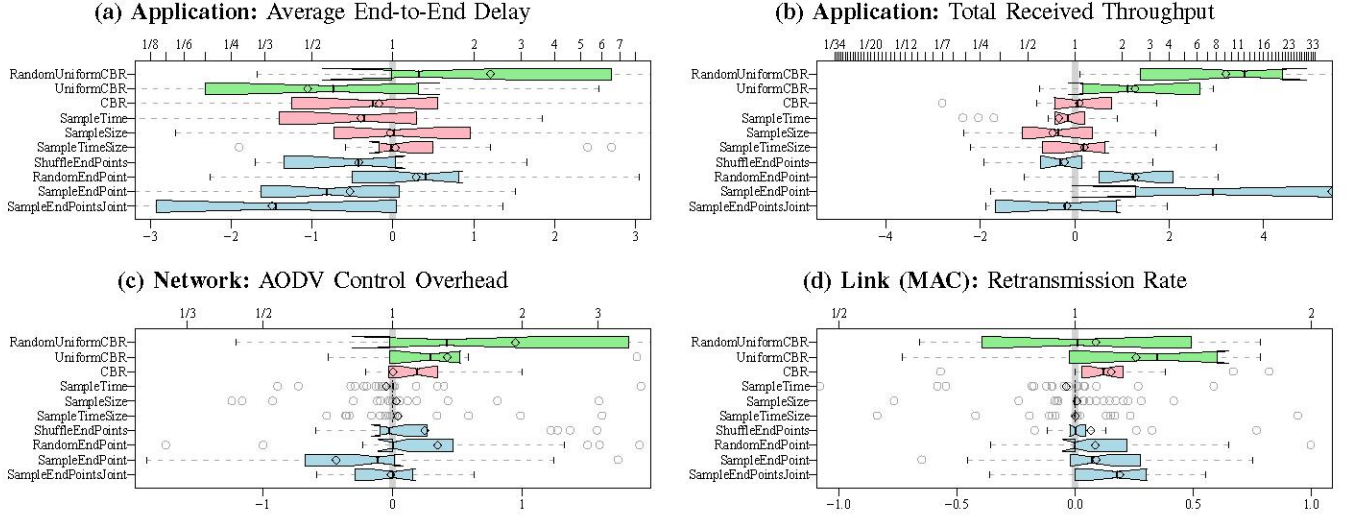 (a) Application: Average End-to-End Delay
1/8 1/6 1/4 1/3 1/2 1 2 3 4 5 6 7
RandomUniformCBR
UniformCBR
CBR
SampleTime
SampleSize
SampleTimeSize
ShuffleEndPoints
RandomEndPoint
SampleEndPoint
SampleEndPointsJoint
−3 −2 −1 0 1 2 3
(b) Application: Total Received Throughput
1/34 1/20 1/12 1/7 1/4 1/2 1 2 3 4 6 8 11 16 23 33
RandomUniformCBR
UniformCBR
CBR
SampleTime
SampleSize
SampleTimeSize
ShuffleEndPoints
RandomEndPoint
SampleEndPoint
SampleEndPointsJoint
−4 −2 0 2 4
(c) Network: AODV Control Overhead
1/3 1/2 1 2 3
RandomUniformCBR
UniformCBR
CBR
SampleTime
SampleSize
SampleTimeSize
ShuffleEndPoints
RandomEndPoint
SampleEndPoint
SampleEndPointsJoint
−1 0 1
(d) Link (MAC): Retransmission Rate
1/2 1 2
RandomUniformCBR
UniformCBR
CBR
SampleTime
SampleSize
SampleTimeSize
ShuffleEndPoints
RandomEndPoint
SampleEndPoint
SampleEndPointsJoint
−1.0 −0.5 0.0 0.5 1.0